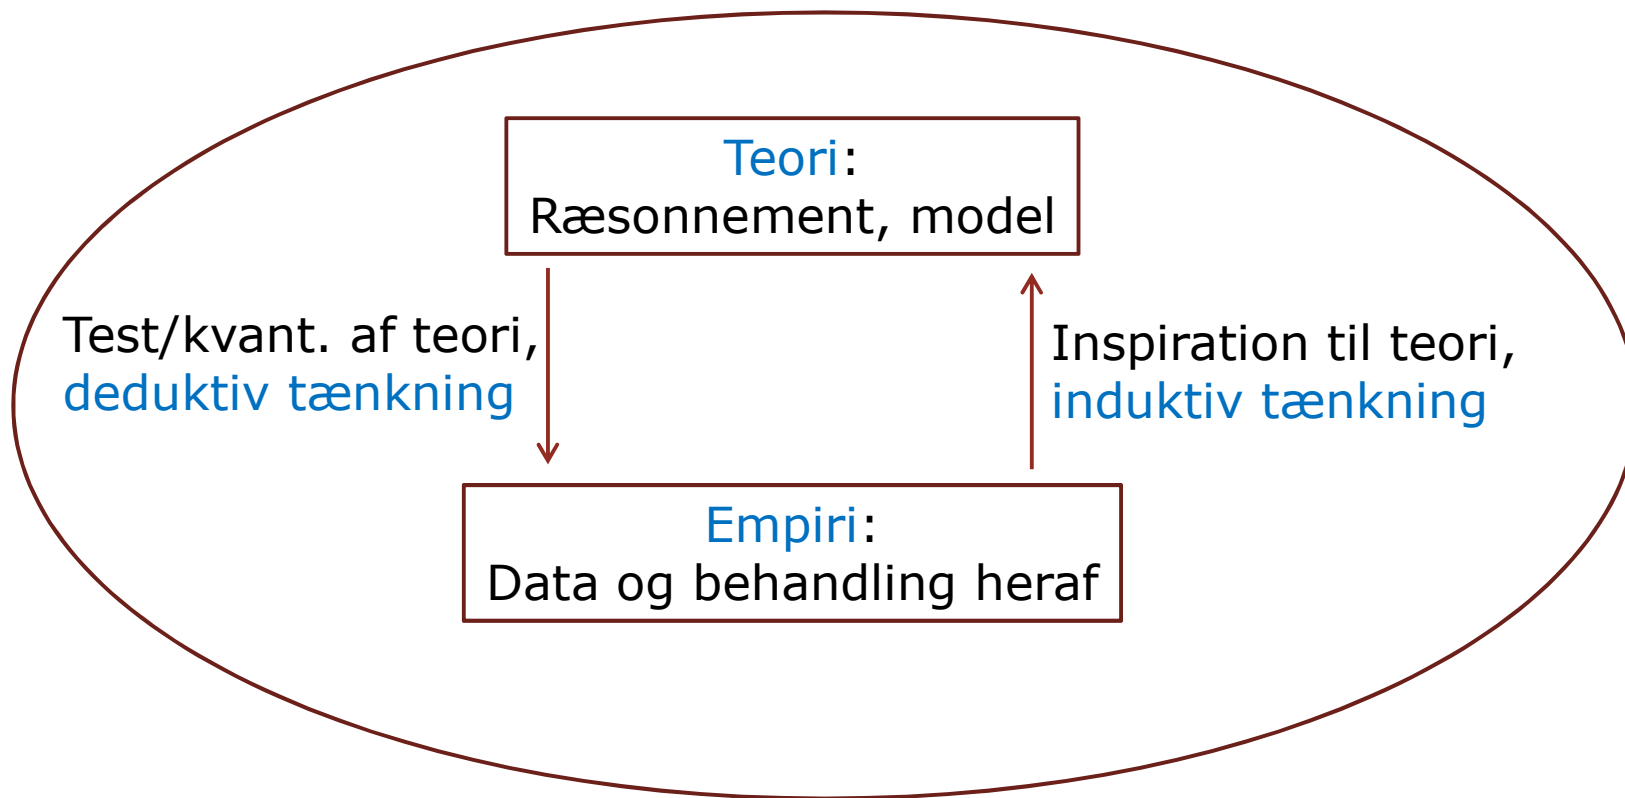 Teori:
Ræsonnement, model
Test/kvant. af teori,
deduktiv tænkning
Inspiration til teori,
induktiv tænkning
Empiri:
Data og behandling heraf